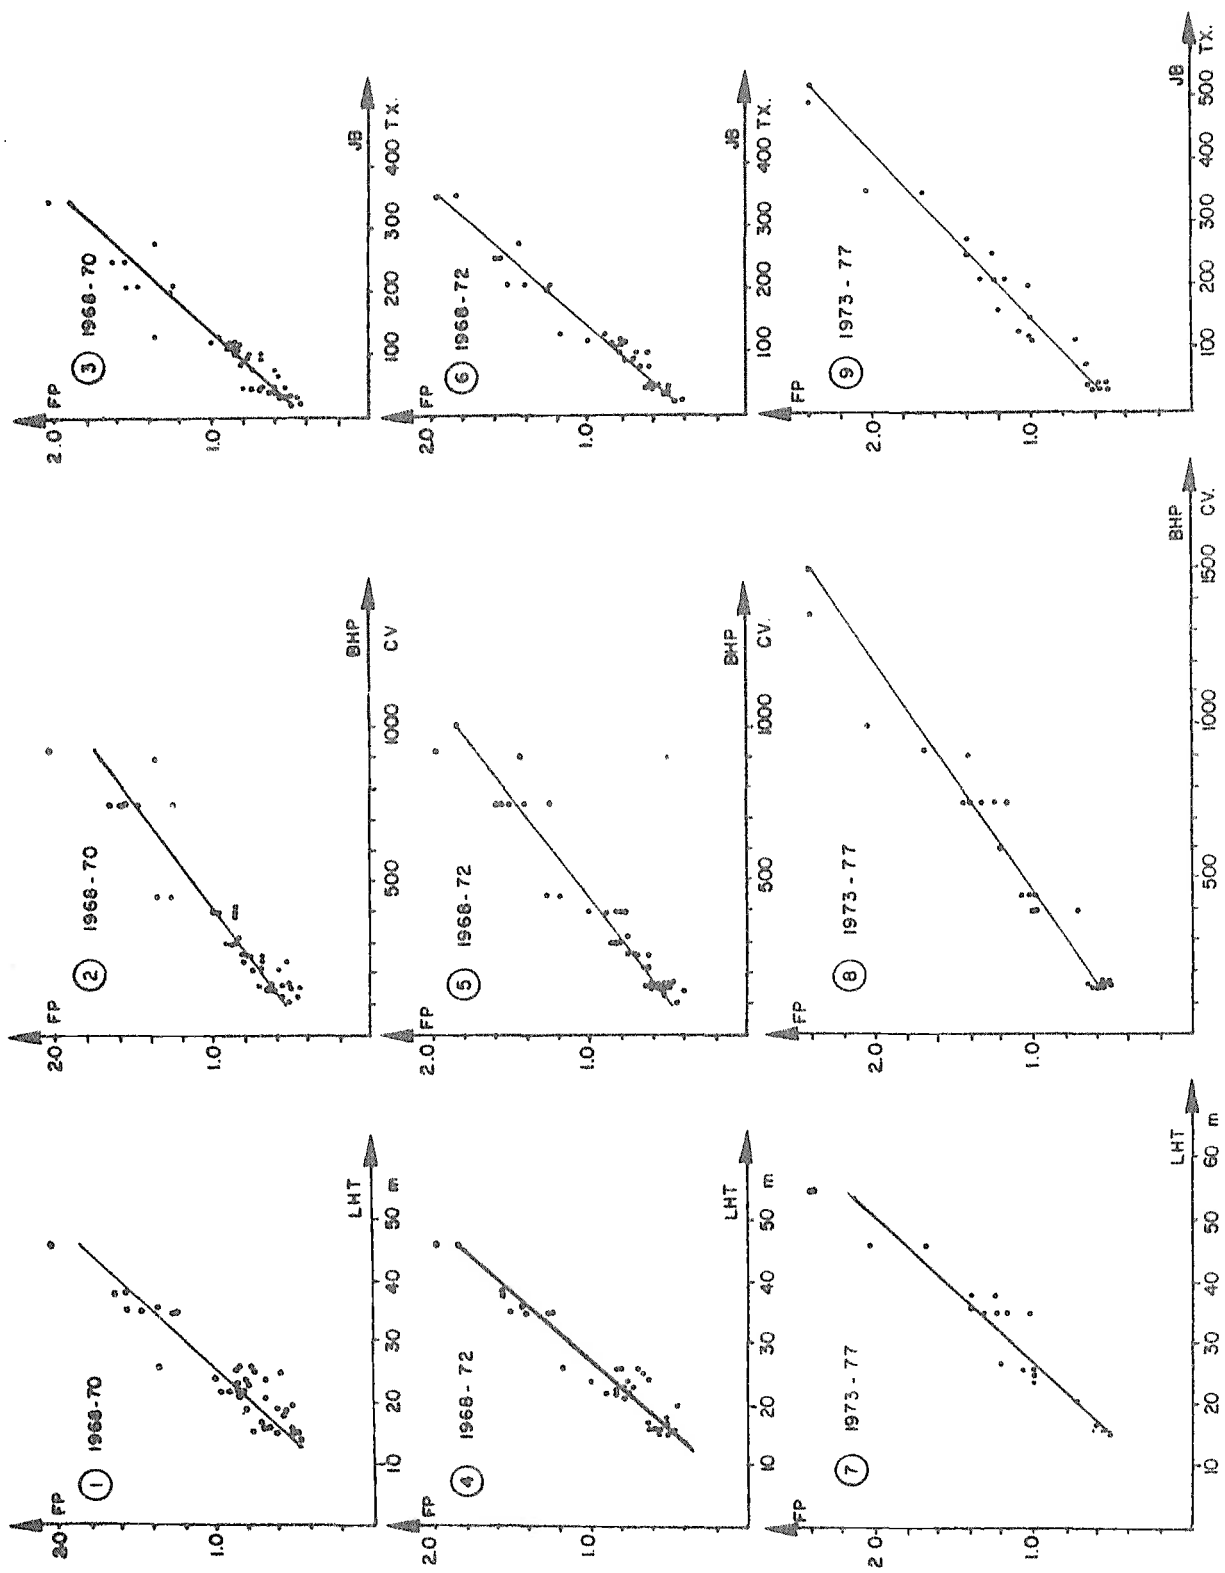 FP
2.0
1 1968-70
1.0
LHT
10 20 30 40 50 m
FP
2.0
2 1968-70
1.0
BHP
500 1000 CV
FP
2.0
3 1968-70
1.0
JB
100 200 300 400 TX.
FP
2.0
4 1968-72
1.0
LHT
10 20 30 40 50 m
FP
2.0
5 1968-72
1.0
BHP
500 1000 CV.
FP
2.0
6 1968-72
1.0
JB
100 200 300 400 TX.
FP
2.0
7 1973-77
1.0
LHT
10 20 30 40 50 60 m
FP
2.0
8 1973-77
1.0
BHP
500 1000 1500 CV.
FP
2.0
9 1973-77
1.0
JB
100 200 300 400 500 TX.